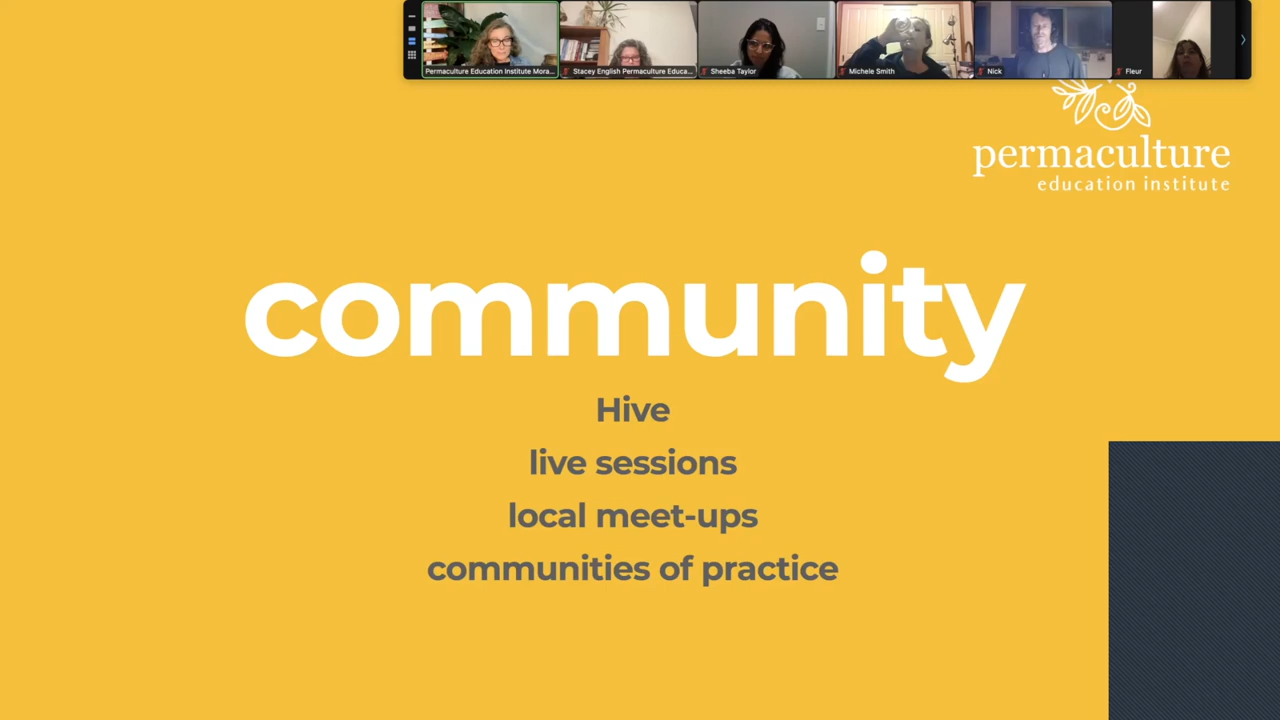 Permaculture Education Institute Mora...
Stacey English Permaculture Educa...
Sheeba Taylor
Michele Smith
Nick
Fleur
permaculture
education institute
community
Hive
live sessions
local meet-ups
communities of practice